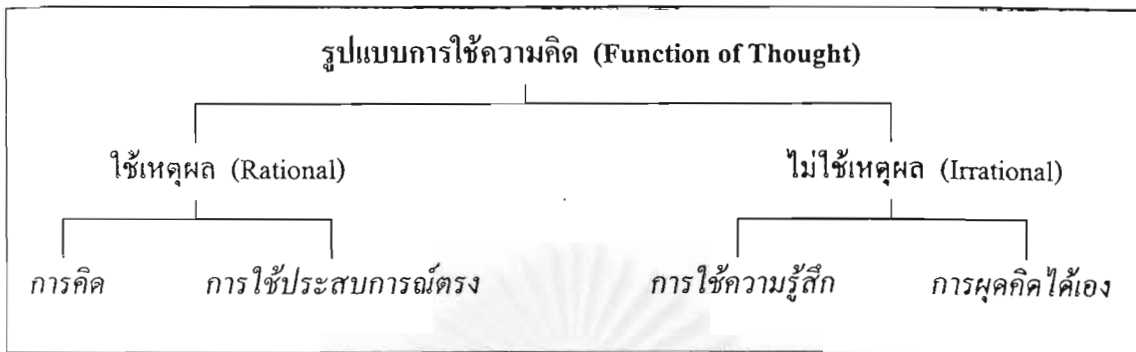 รูปแบบการใช้ความคิด (Function of Thought)
ใช้เหตุผล (Rational) ไม่ใช้เหตุผล (Irrational)
การคิด การใช้ประสบการณ์ตรง การใช้ความรู้สึก การผุดคิดได้เอง